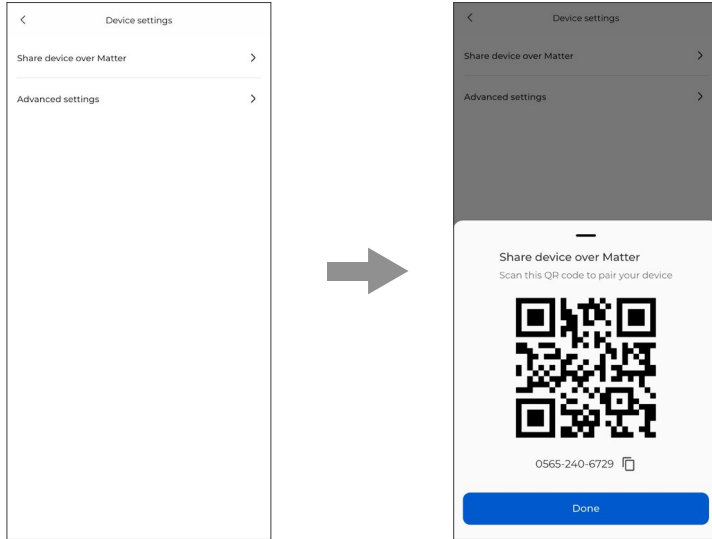 Device settings
Share device over Matter
Advanced settings
Device settings
Share device over Matter
Advanced settings
Share device over Matter
Scan this QR code to pair your device
0565-240-6729
Done